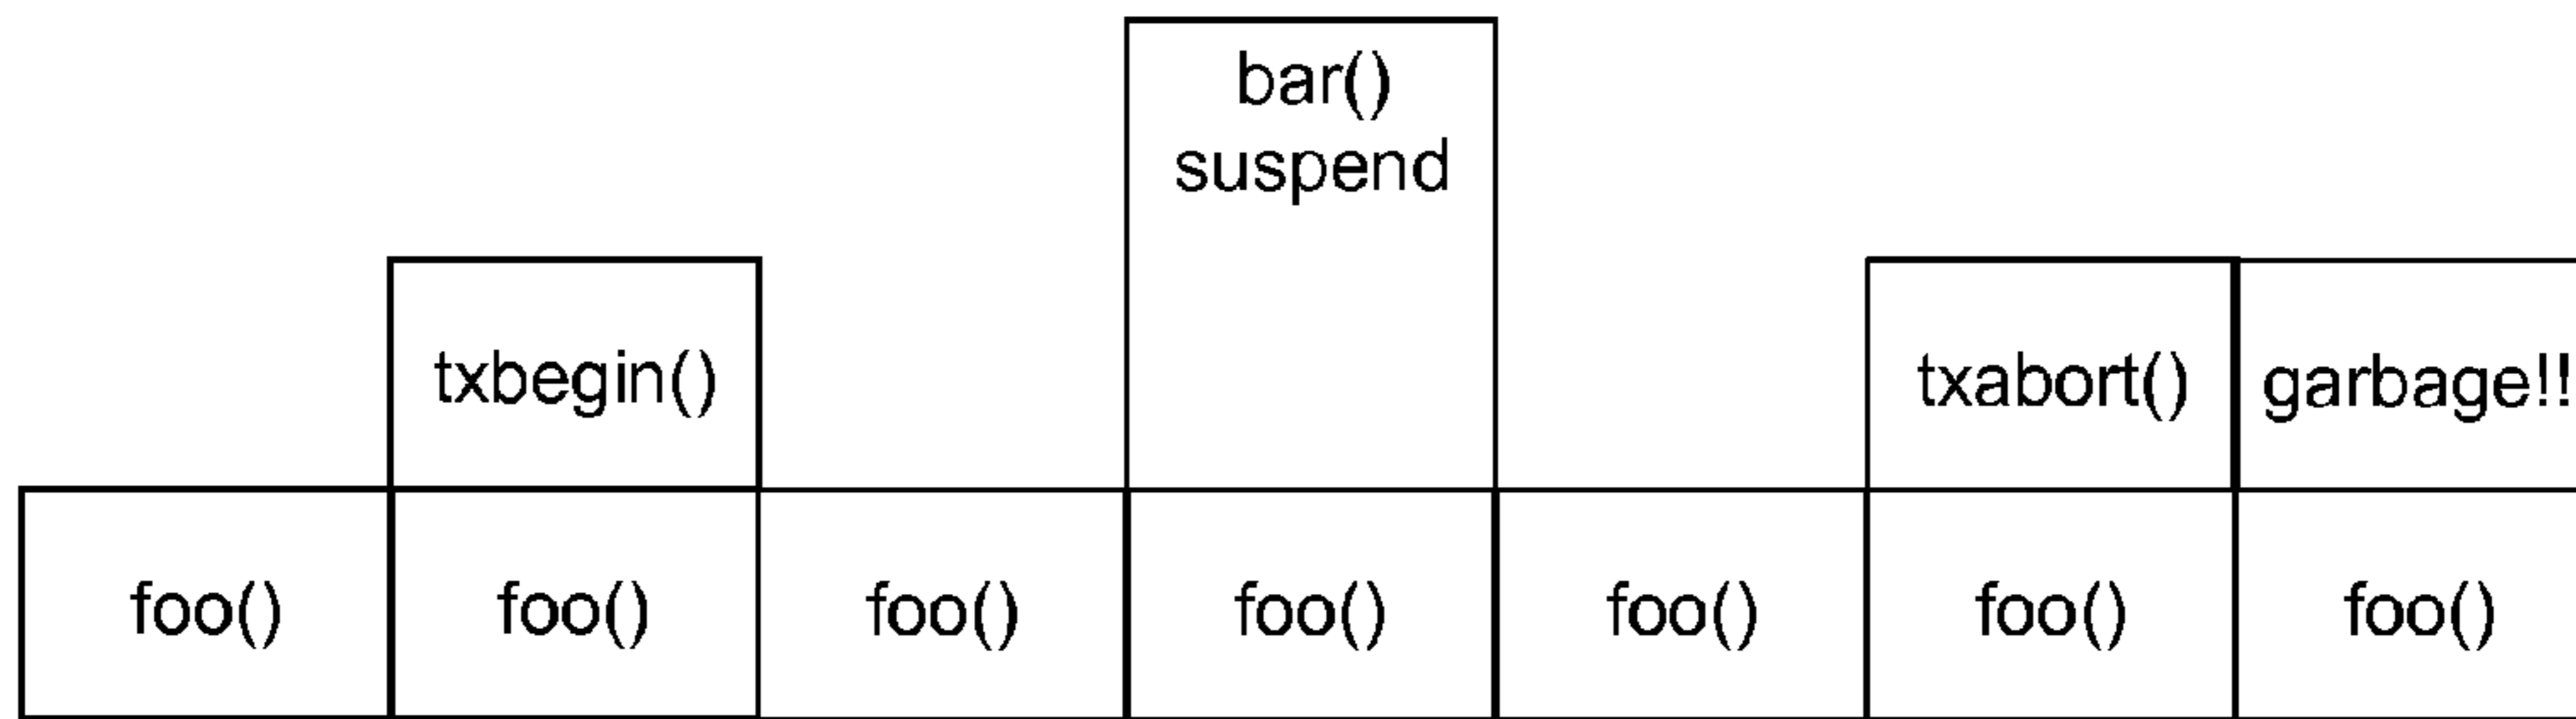 bar()
suspend
txbegin()
txabort()
garbage!!
foo()
foo()
foo()
foo()
foo()
foo()
foo()